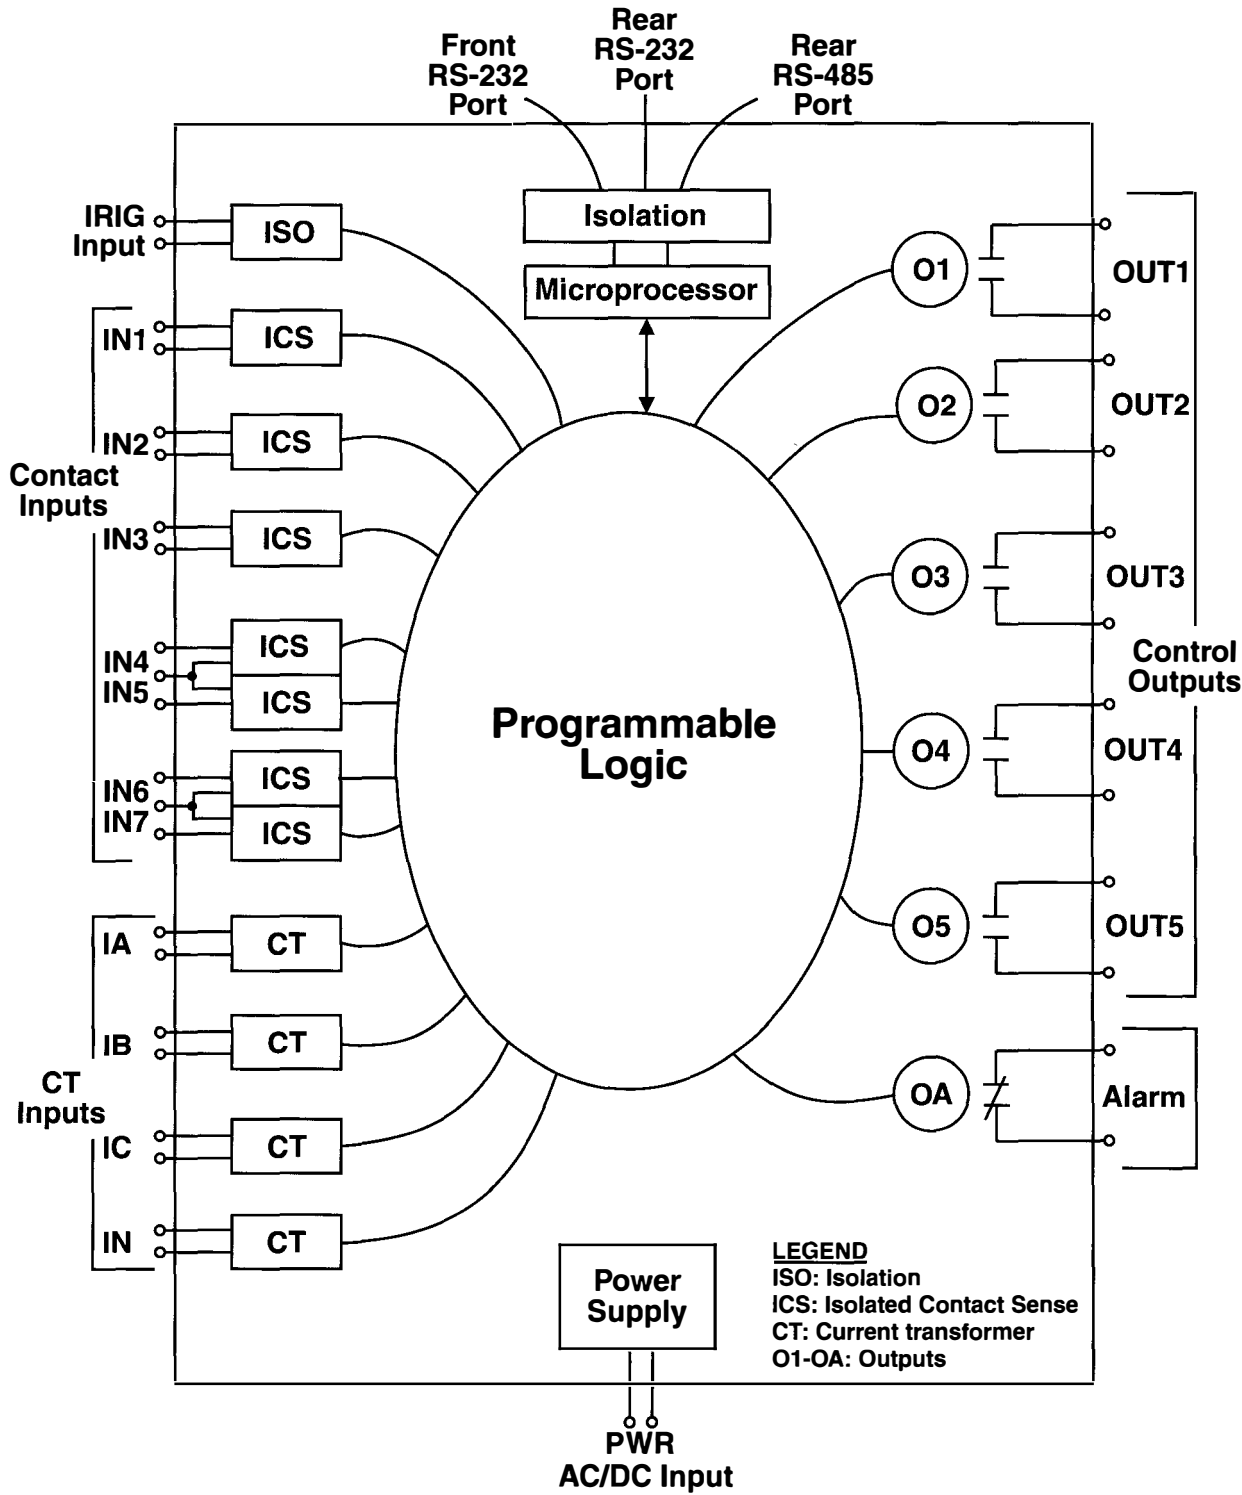 Front
RS-232
Port
Rear
RS-232
Port
Rear
RS-485
Port
IRIG
Input
ISO
Isolation
Microprocessor
IN1
ICS
IN2
ICS
Contact
Inputs
IN3
ICS
IN4
ICS
IN5
ICS
IN6
ICS
IN7
ICS
Programmable
Logic
O1
OUT1
O2
OUT2
O3
OUT3
Control
Outputs
O4
OUT4
O5
OUT5
OA
Alarm
IA
CT
IB
CT
CT
Inputs
IC
CT
IN
CT
Power
Supply
LEGEND
ISO: Isolation
ICS: Isolated Contact Sense
CT: Current transformer
O1-OA: Outputs
PWR
AC/DC Input